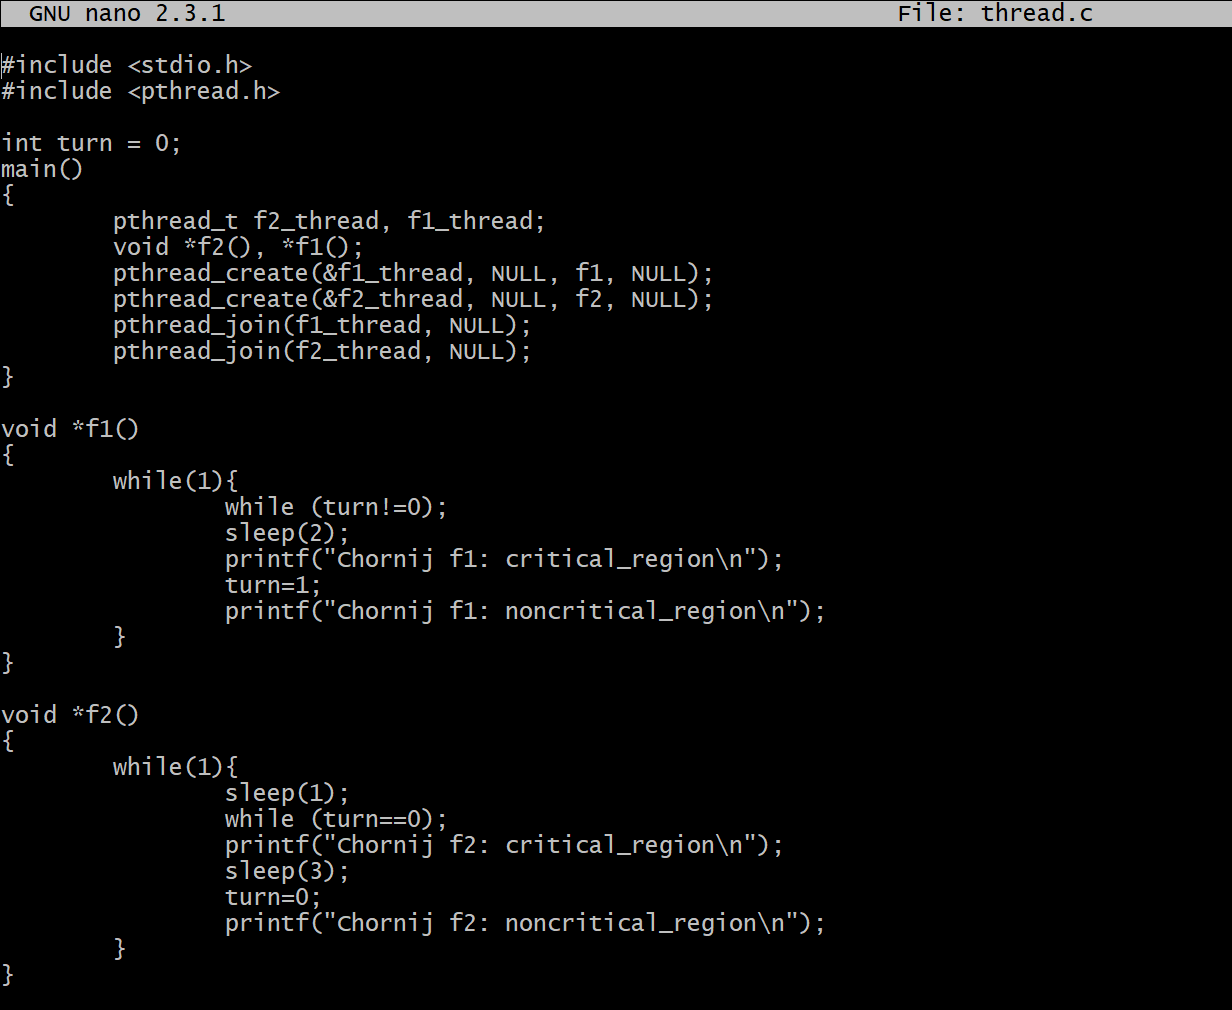 GNU nano 2.3.1 File: thread.c
#include <stdio.h>
#include <pthread.h>
int turn = 0;
main()
{
pthread_t f2_thread, f1_thread;
void *f2(), *f1();
pthread_create(&f1_thread, NULL, f1, NULL);
pthread_create(&f2_thread, NULL, f2, NULL);
pthread_join(f1_thread, NULL);
pthread_join(f2_thread, NULL);
}
void *f1()
{
while(1){
while (turn!=0);
sleep(2);
printf("Chornij f1: critical_region\n");
turn=1;
printf("Chornij f1: noncritical_region\n");
}
}
void *f2()
{
while(1){
sleep(1);
while (turn==0);
printf("Chornij f2: critical_region\n");
sleep(3);
turn=0;
printf("Chornij f2: noncritical_region\n");
}
}